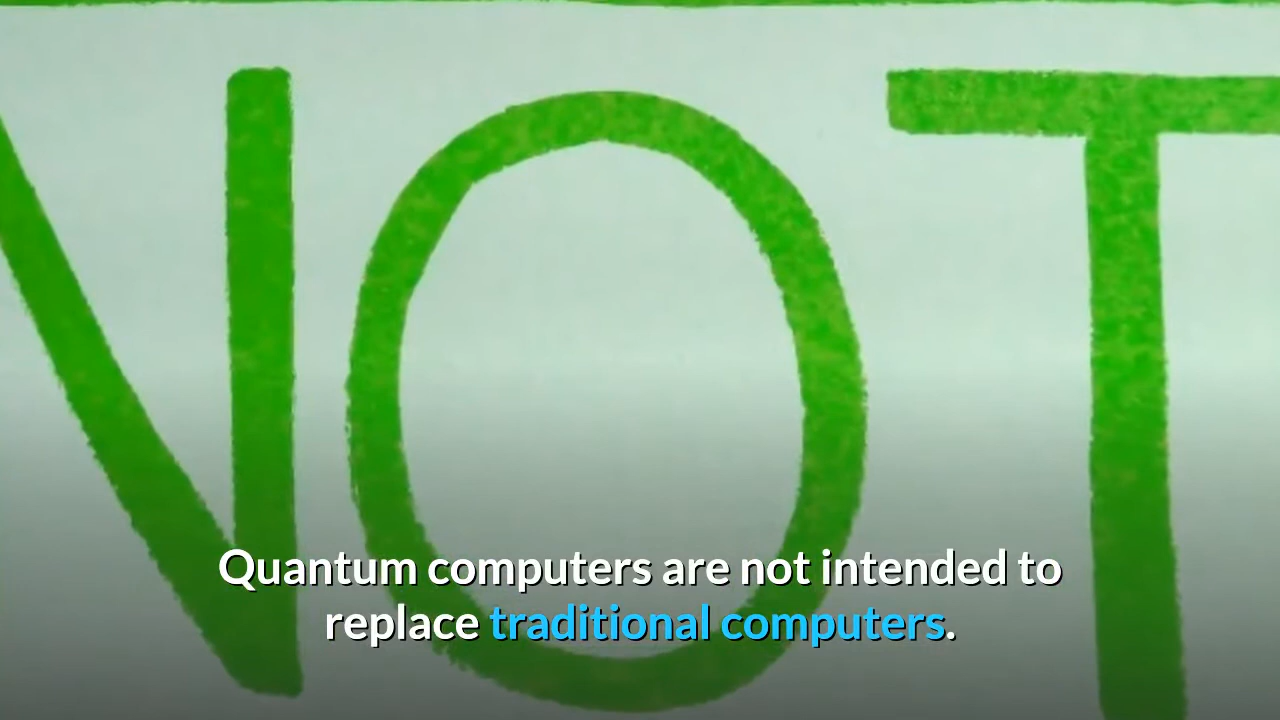 NOT
Quantum computers are not intended to
replace traditional computers.